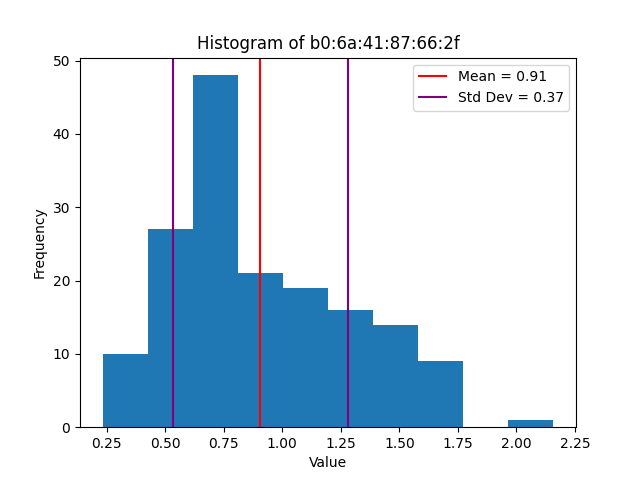 Histogram of b0:6a:41:87:66:2f
Mean = 0.91
Std Dev = 0.37
Frequency
50
40
30
20
10
0
0.25 0.50 0.75 1.00 1.25 1.50 1.75 2.00 2.25
Value